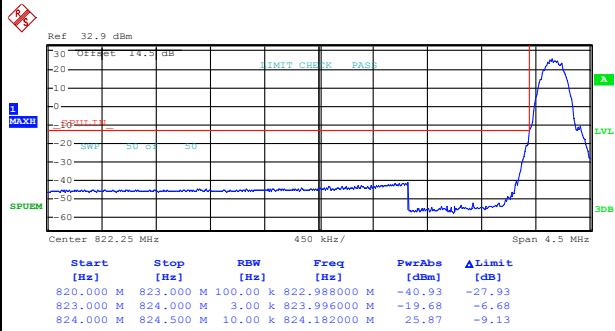 R S
Ref 32.9 dBm
30 Offset 14.5 dB
LIMIT CHECK PASS
-20
A
-10
1
MAXH
-0
-10
_SPULIN_
LVL
-20
SWP 50 of 50
-30
-40
SPUEM
-50
3DB
-60
Center 822.25 MHz 450 kHz/ Span 4.5 MHz
Start Stop RBW Freq PwrAbs ΔLimit
[Hz] [Hz] [Hz] [Hz] [dBm] [dB]
820.000 M 823.000 M 100.00 k 822.988000 M -40.93 -27.93
823.000 M 824.000 M 3.00 k 823.996000 M -19.68 -6.68
824.000 M 824.500 M 10.00 k 824.182000 M 25.87 -9.13